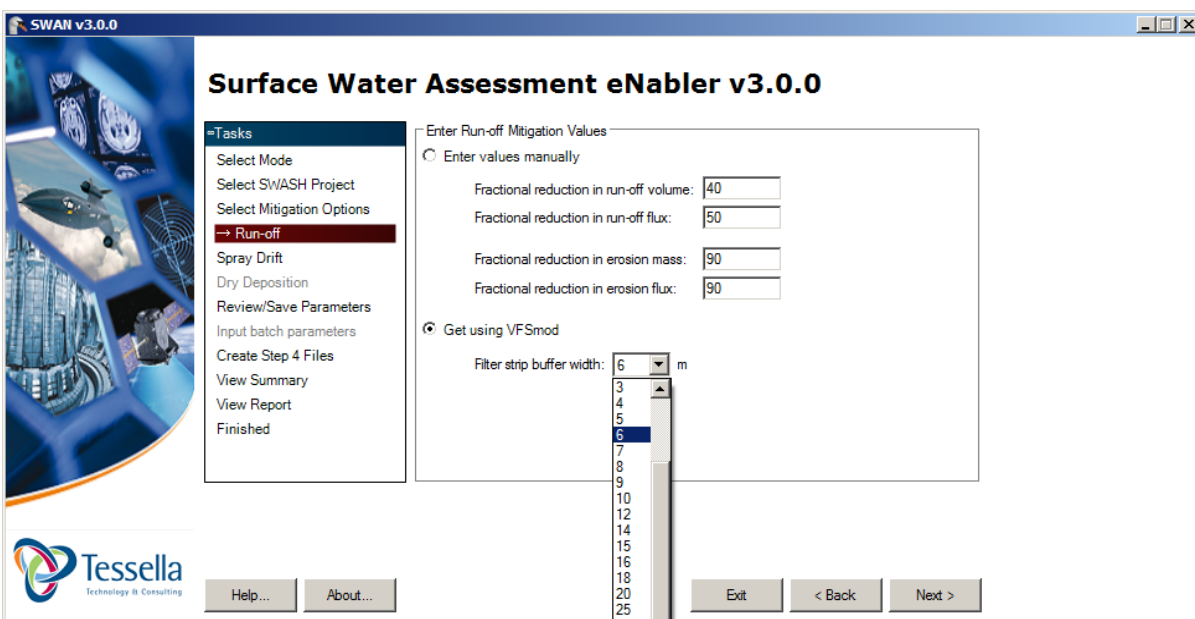 SWAN v3.0.0
Surface Water Assessment eNabler v3.0.0
Tasks
Select Mode
Select SWASH Project
Select Mitigation Options
→ Run-off
Spray Drift
Dry Deposition
Review/Save Parameters
Input batch parameters
Create Step 4 Files
View Summary
View Report
Finished
Enter Run-off Mitigation Values
Enter values manually
Fractional reduction in run-off volume: 40
Fractional reduction in run-off flux: 50
Fractional reduction in erosion mass: 90
Fractional reduction in erosion flux: 90
Get using VFSmod
Filter strip buffer width: 6 m
3
4
5
6
7
8
9
10
12
14
15
16
18
20
25
Tessella
Technology & Consulting
Help... About... Exit < Back Next >